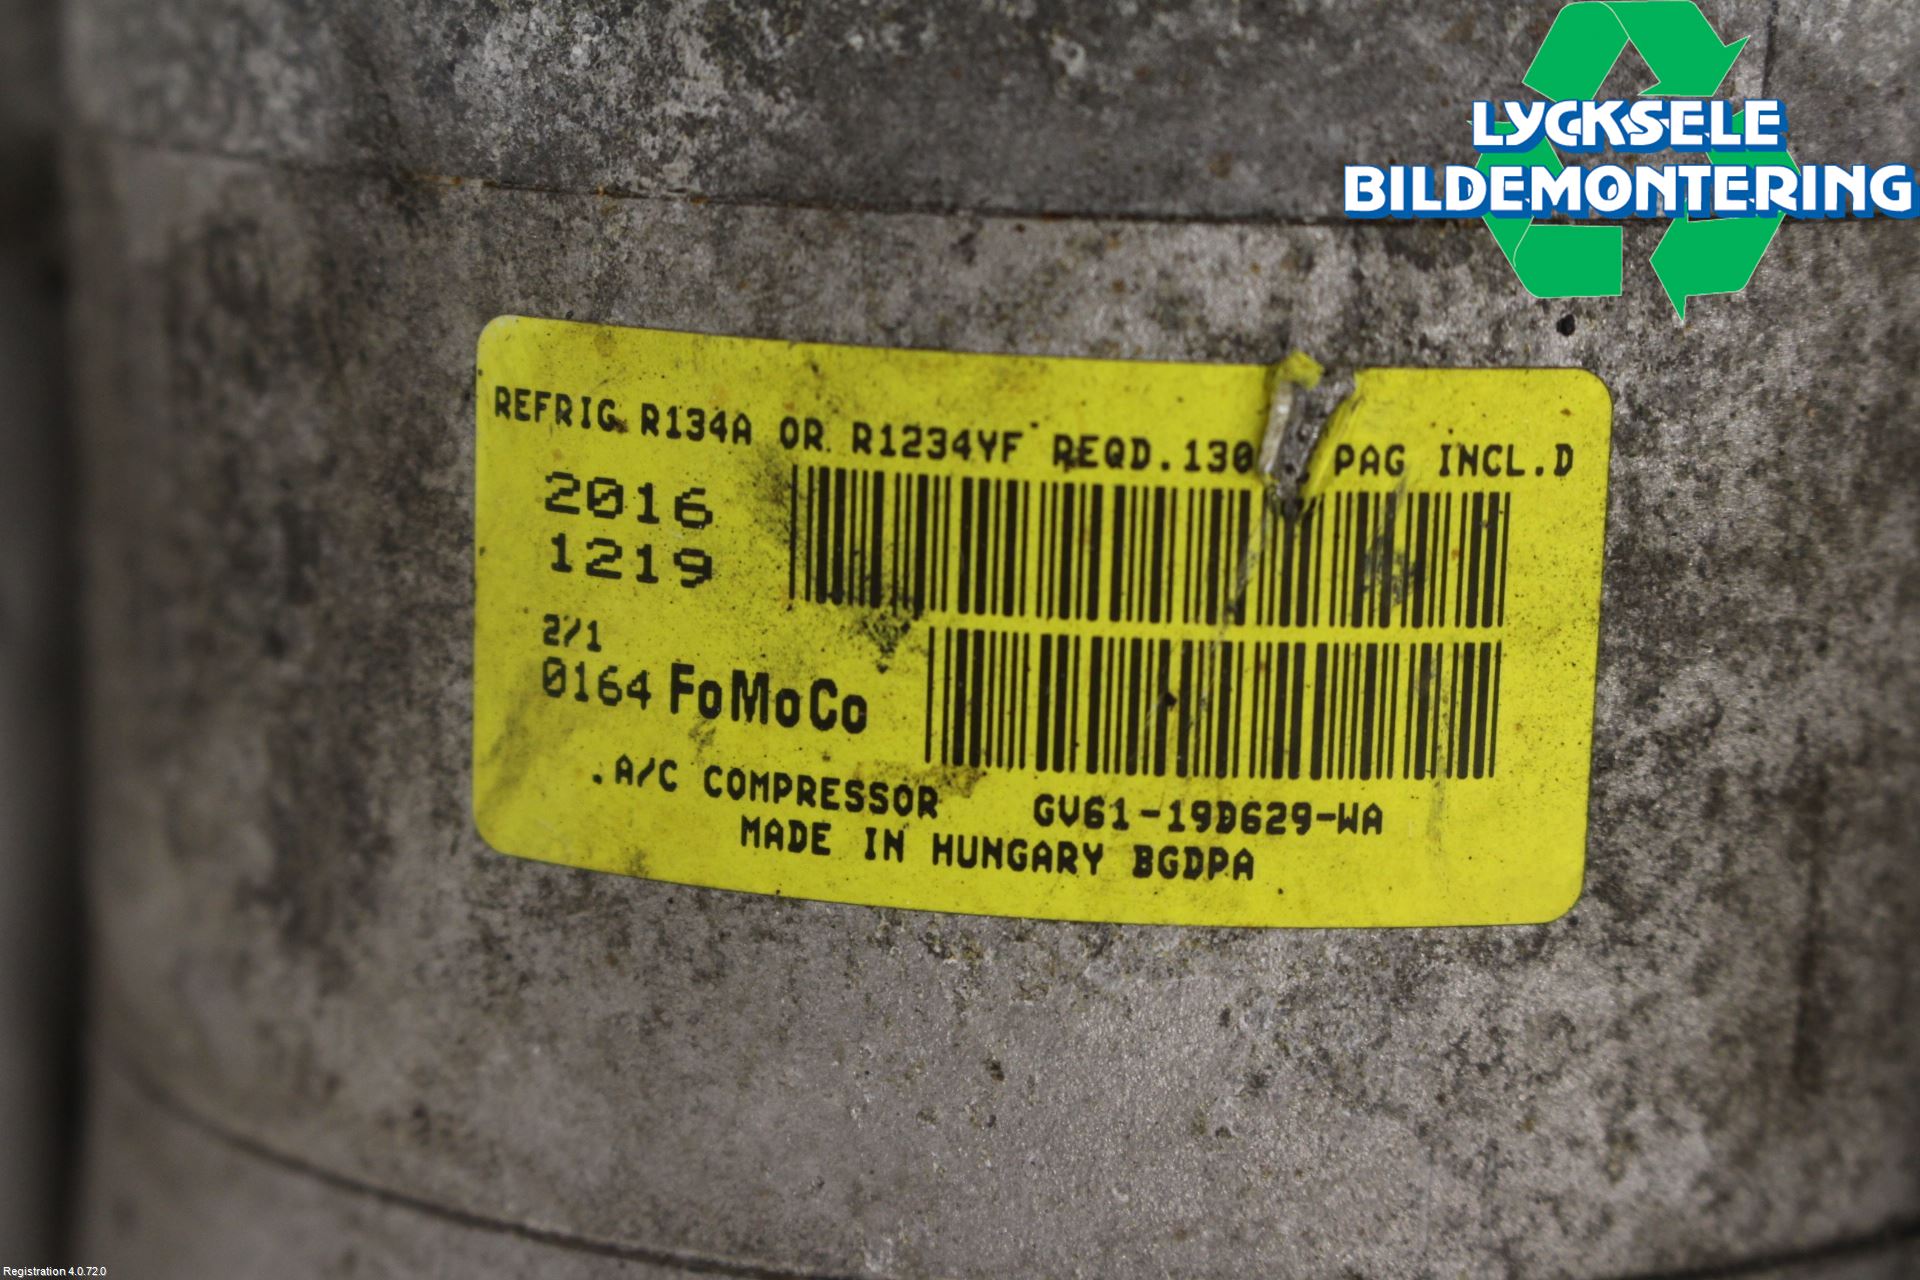 LYCKSELE
BILDEMONTERING
REFRIG. R134A OR R1234YF REQD.130 PAG INCL.D
2016
1219
2/1
0164 FoMoCo
.A/C COMPRESSOR GV61-19D629-WA
MADE IN HUNGARY BGDPA
Registration 4.0.72.0